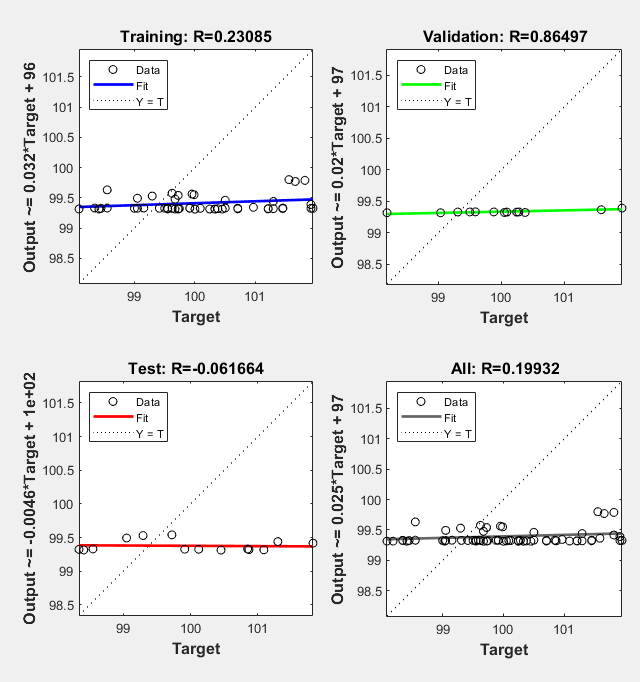 Training: R=0.23085
Output ~= 0.032*Target + 96
101.5
101
100.5
100
99.5
99
98.5
Data
Fit
Y = T
99
100
101
Target
Validation: R=0.86497
Output ~= 0.02*Target + 97
101.5
101
100.5
100
99.5
99
98.5
Data
Fit
Y = T
99
100
101
Target
Test: R=-0.061664
Output ~= -0.0046*Target + 1e+02
101.5
101
100.5
100
99.5
99
98.5
Data
Fit
Y = T
99
100
101
Target
All: R=0.19932
Output ~= 0.025*Target + 97
101.5
101
100.5
100
99.5
99
98.5
Data
Fit
Y = T
99
100
101
Target